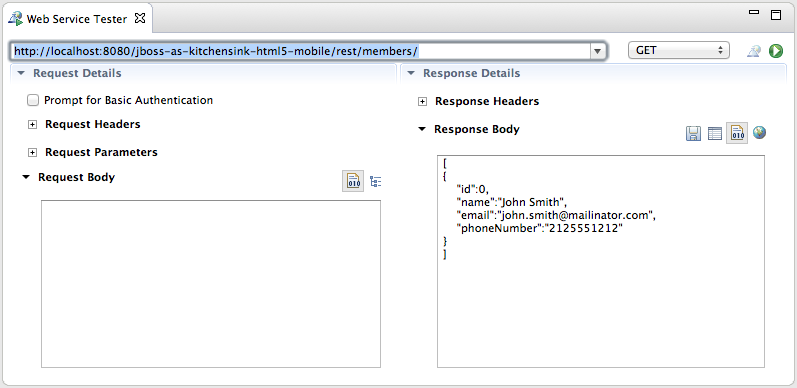 Web Service Tester
http://localhost:8080/jboss-as-kitchensink-html5-mobile/rest/members/
GET
Request Details
Prompt for Basic Authentication
Request Headers
Request Parameters
Request Body
010
Response Details
Response Headers
Response Body
010
[
{
"id":0,
"name":"John Smith",
"email":"john.smith@mailinator.com",
"phoneNumber":"2125551212"
}
]